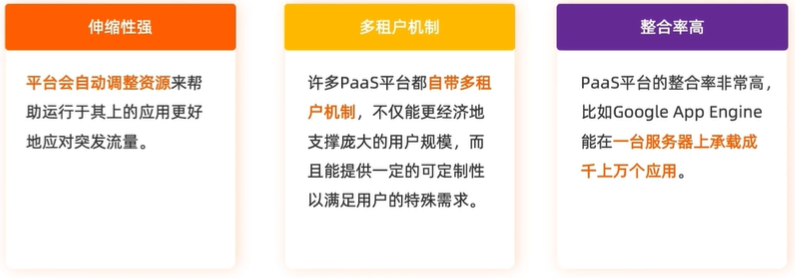 伸缩性强
平台会自动调整资源来帮
助运行于其上的应用更好
地应对突发流量。
多租户机制
许多PaaS平台都自带多租
户机制，不仅能更经济地
支撑庞大的用户规模，而
且能提供一定的可定制性
以满足用户的特殊需求。
整合率高
PaaS平台的整合率非常高，
比如Google App Engine
能在一台服务器上承载成
千上万个应用。